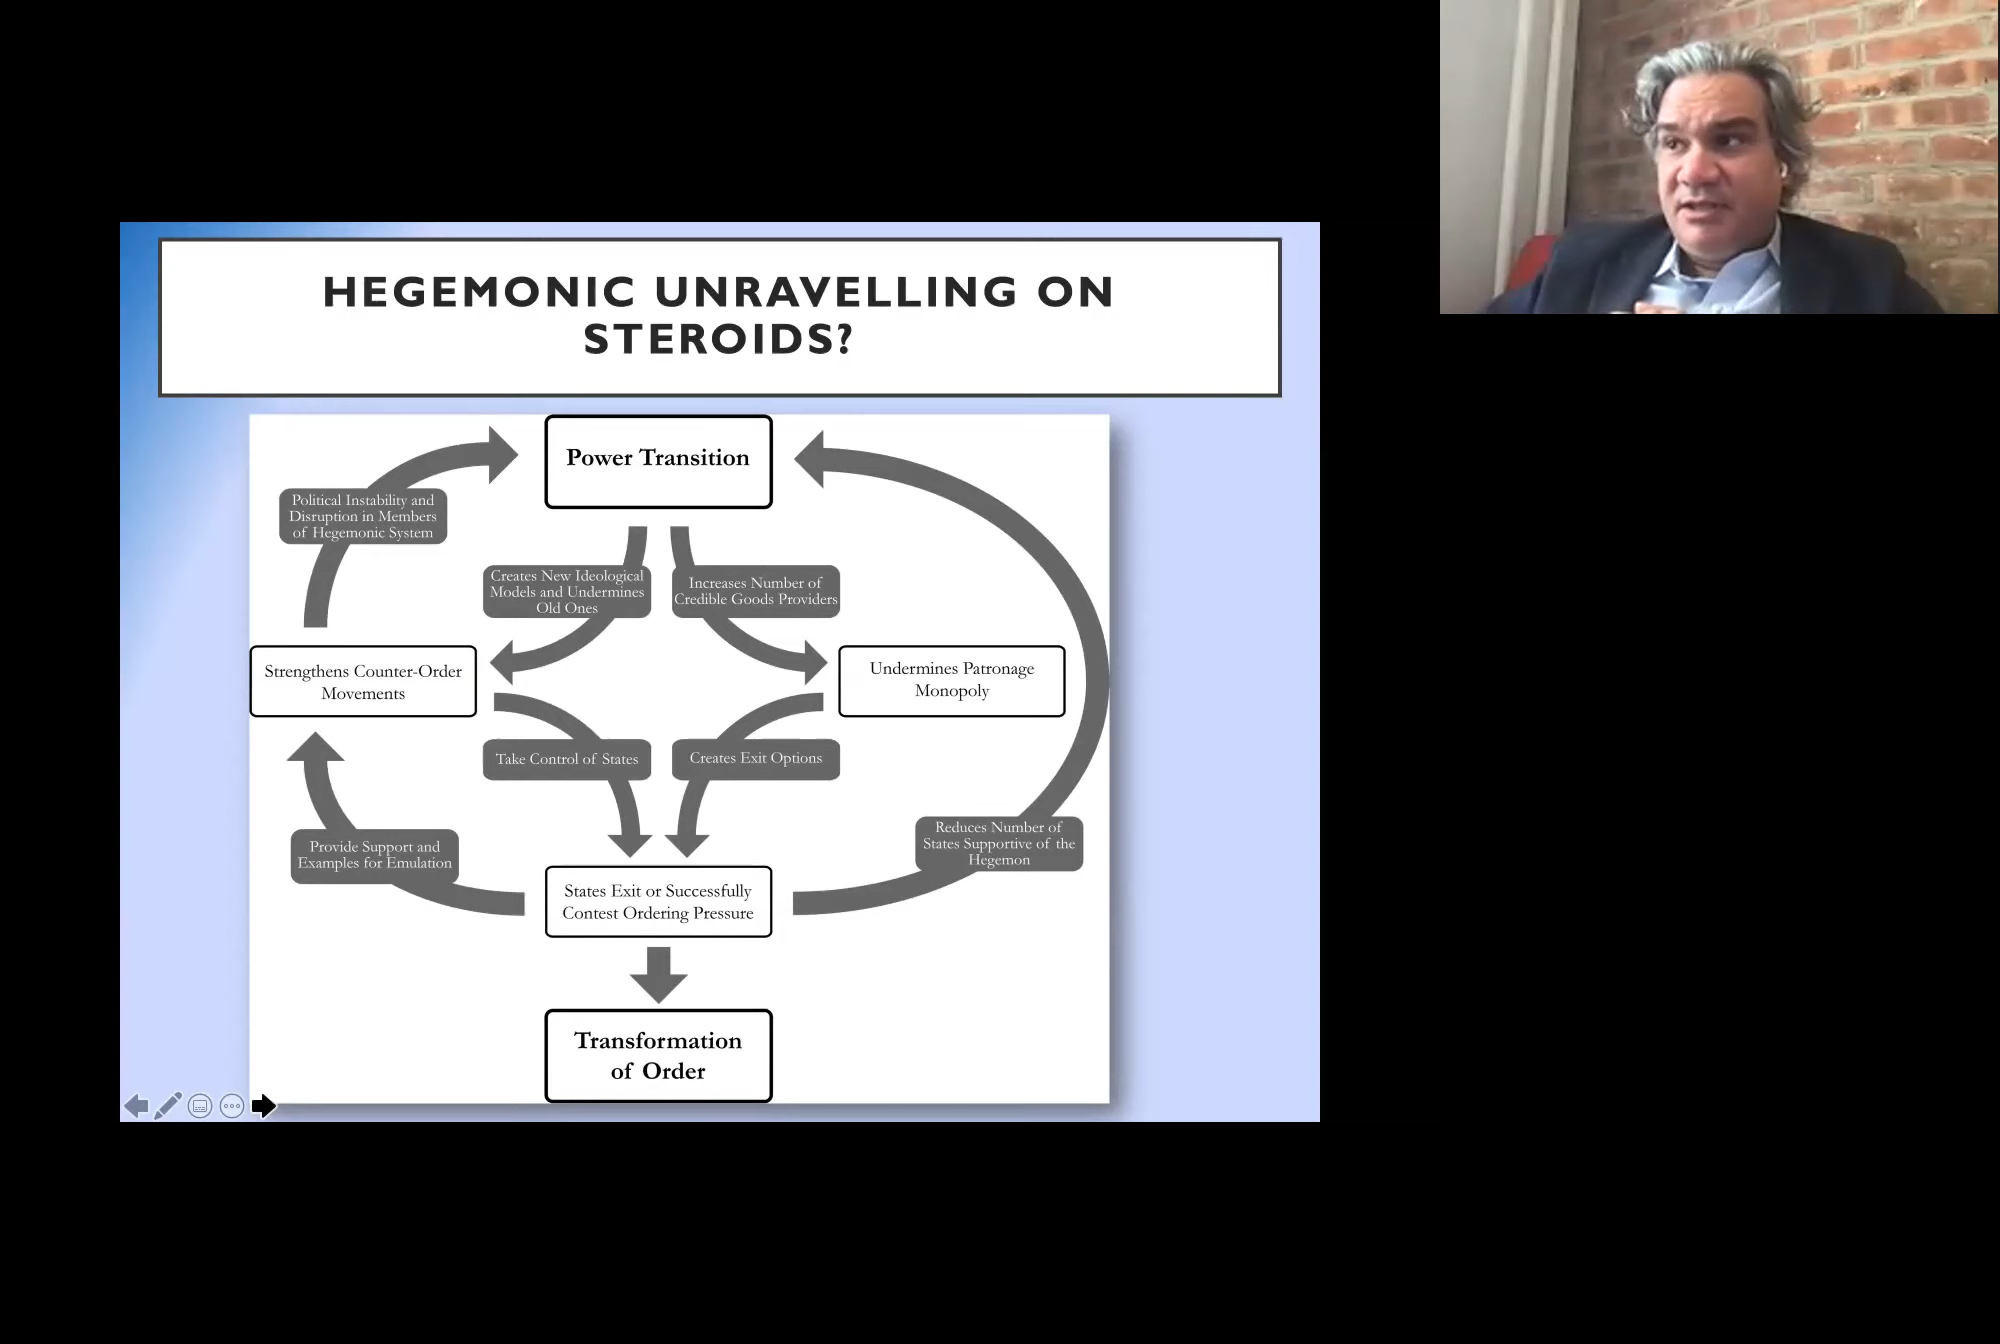 HEGEMONIC UNRAVELLING ON
STEROIDS?
Power Transition
Political Instability and
Disruption in Members
of Hegemonic System
Creates New Ideological
Models and Undermines
Old Ones
Increases Number of
Credible Goods Providers
Strengthens Counter-Order
Movements
Undermines Patronage
Monopoly
Take Control of States
Creates Exit Options
Provide Support and
Examples for Emulation
Reduces Number of
States Supportive of the
Hegemon
States Exit or Successfully
Contest Ordering Pressure
Transformation
of Order